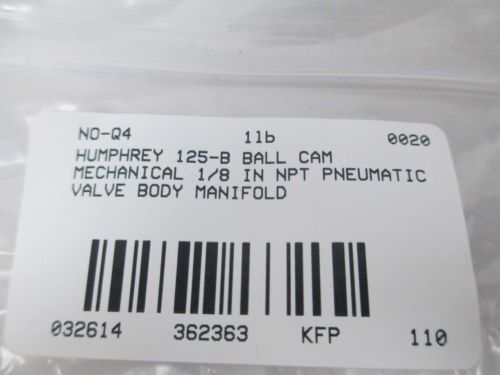 NO-Q4 1lb 0020
HUMPHREY 125-B BALL CAM
MECHANICAL 1/8 IN NPT PNEUMATIC
VALVE BODY MANIFOLD
032614 362363 KFP 110